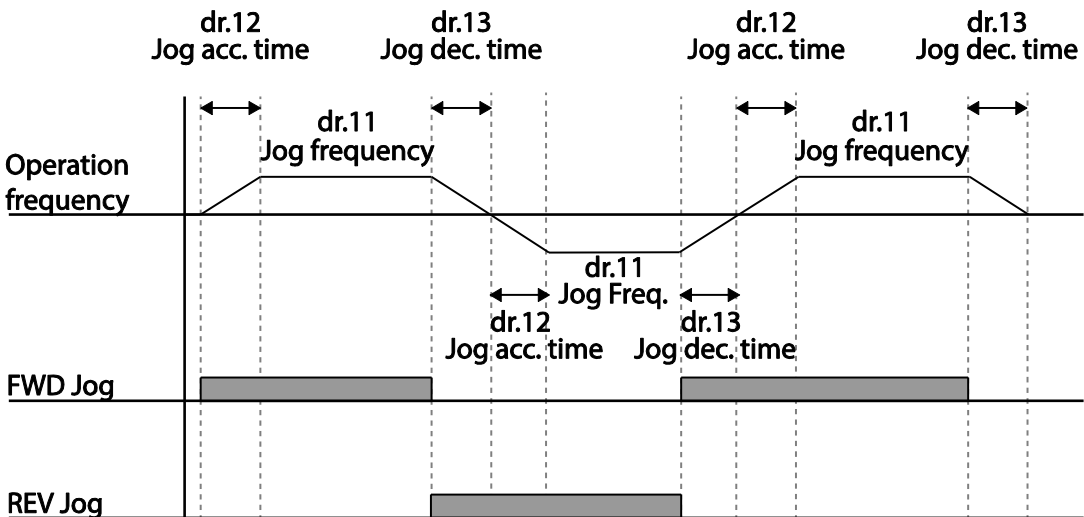 dr.12
Jog acc. time
dr.13
Jog dec. time
dr.12
Jog acc. time
dr.13
Jog dec. time
dr.11
Jog frequency
dr.11
Jog frequency
Operation
frequency
dr.11
Jog Freq.
dr.12
Jog acc. time
dr.13
Jog dec. time
FWD Jog
REV Jog